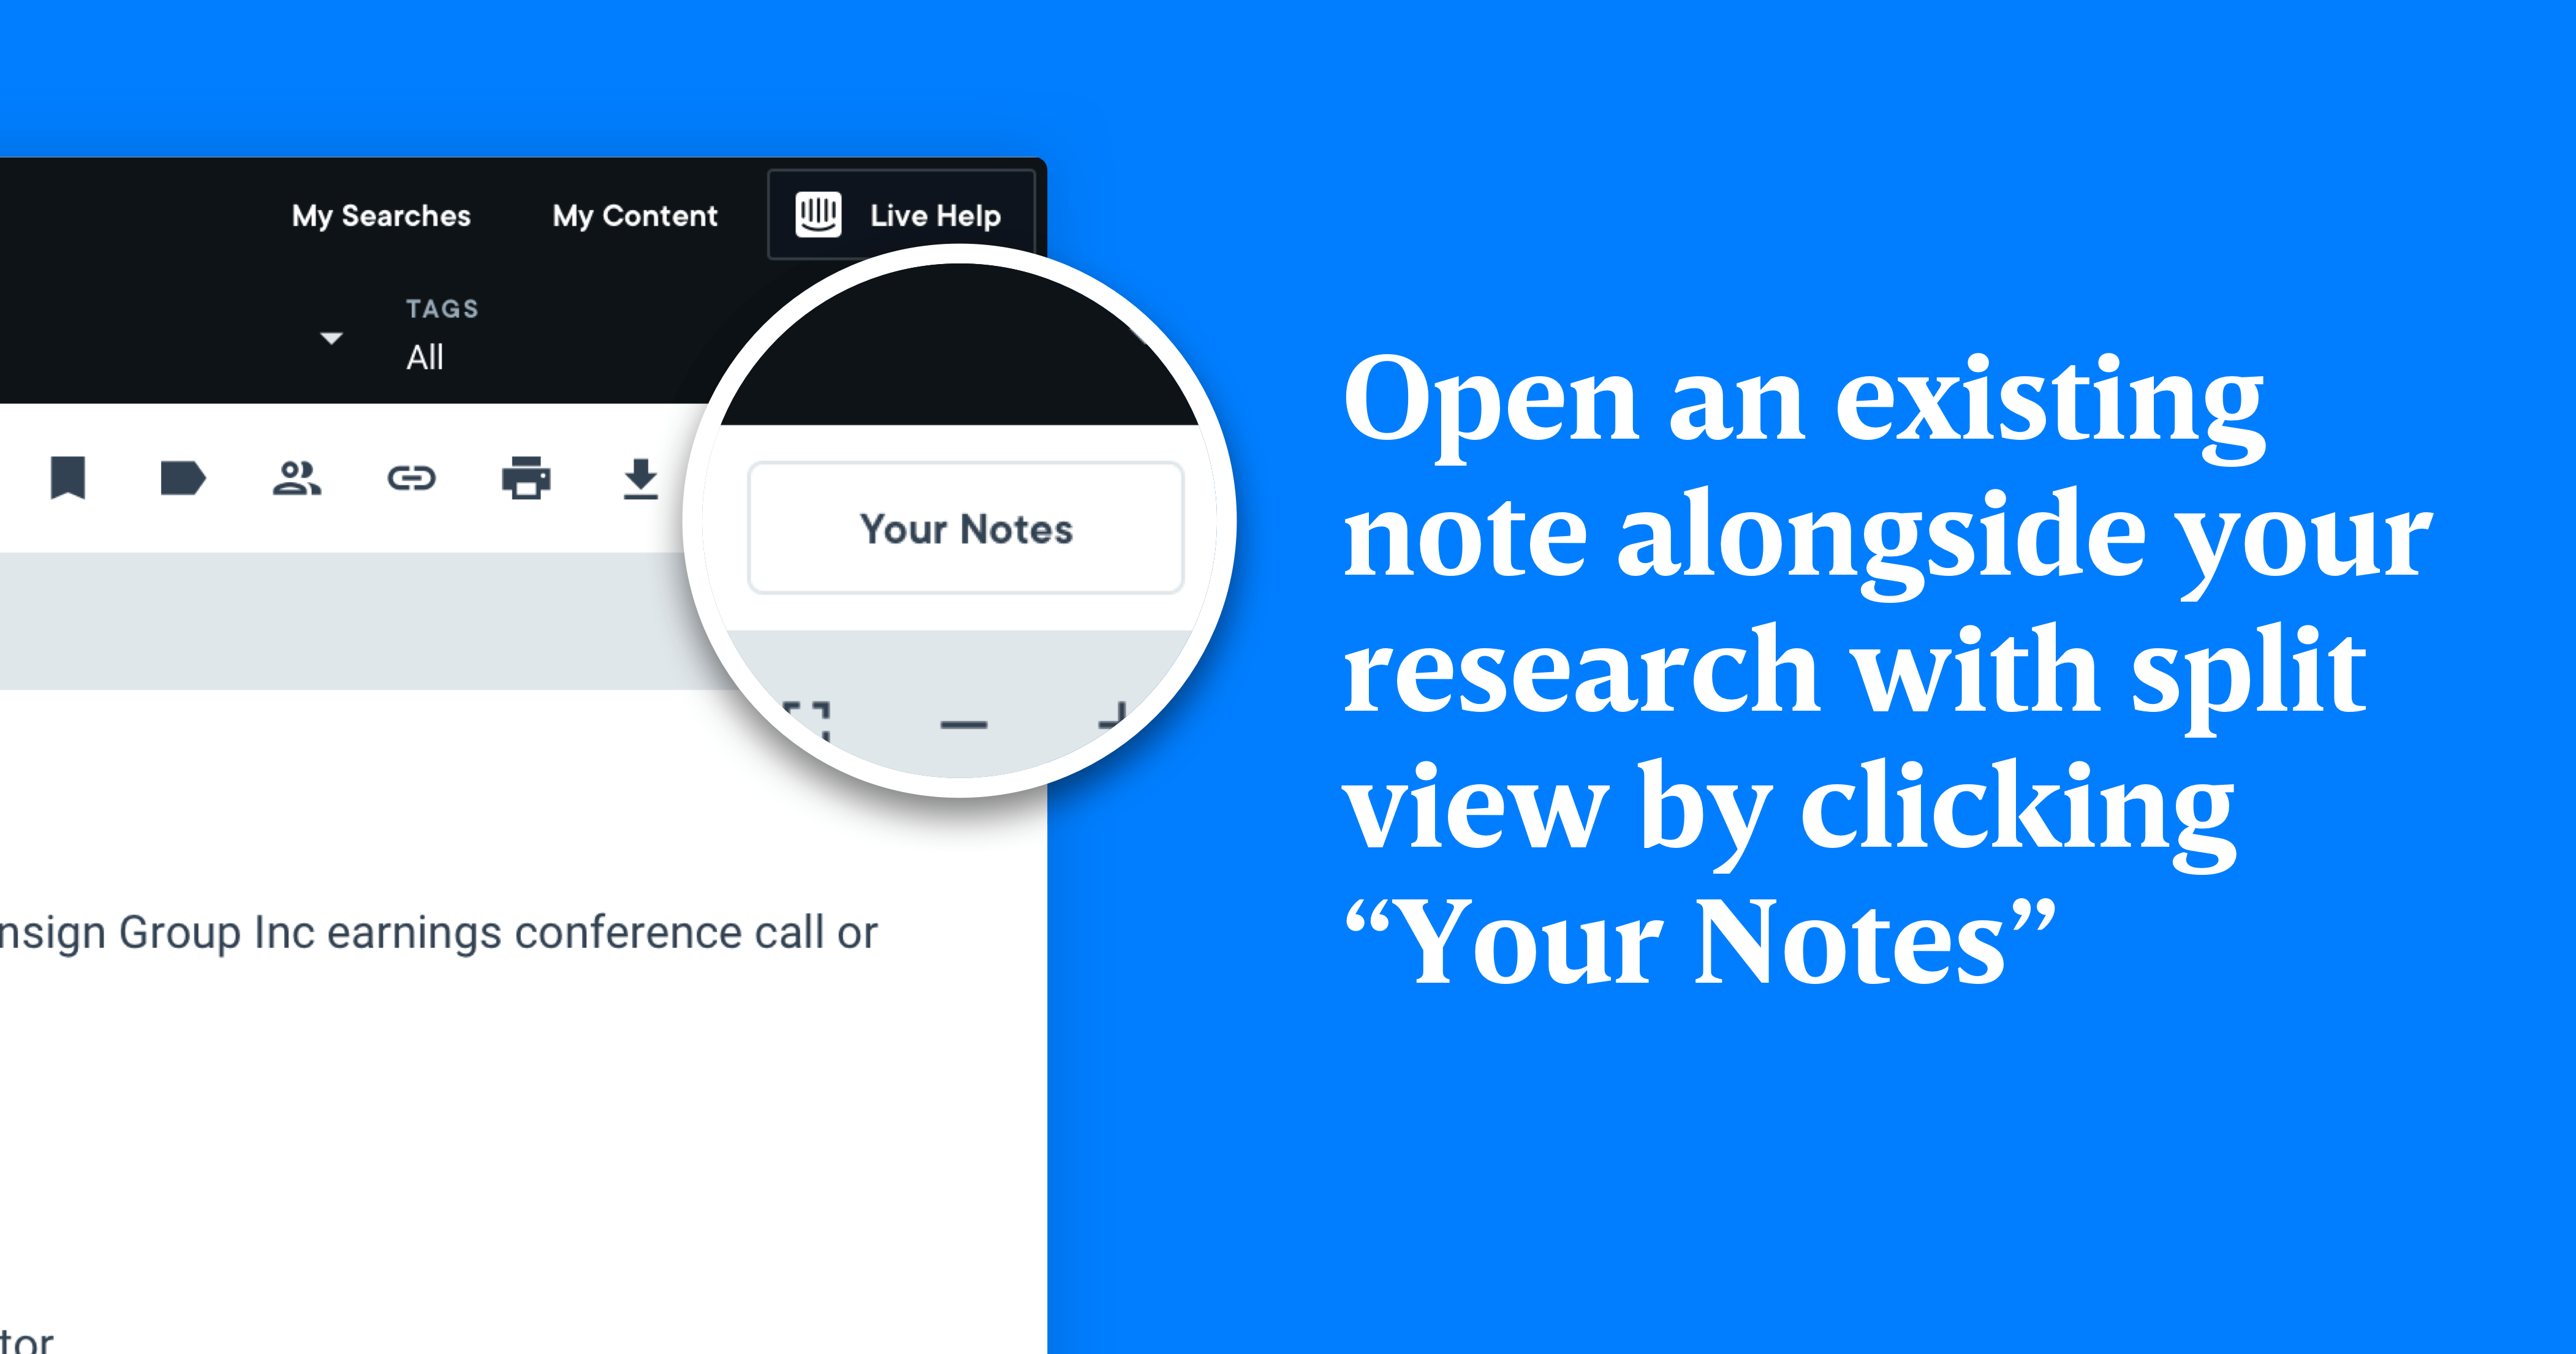 My Searches
My Content
Live Help
TAGS
All
Your Notes
nsign Group Inc earnings conference call or
tor
Open an existing
note alongside your
research with split
view by clicking
“Your Notes”